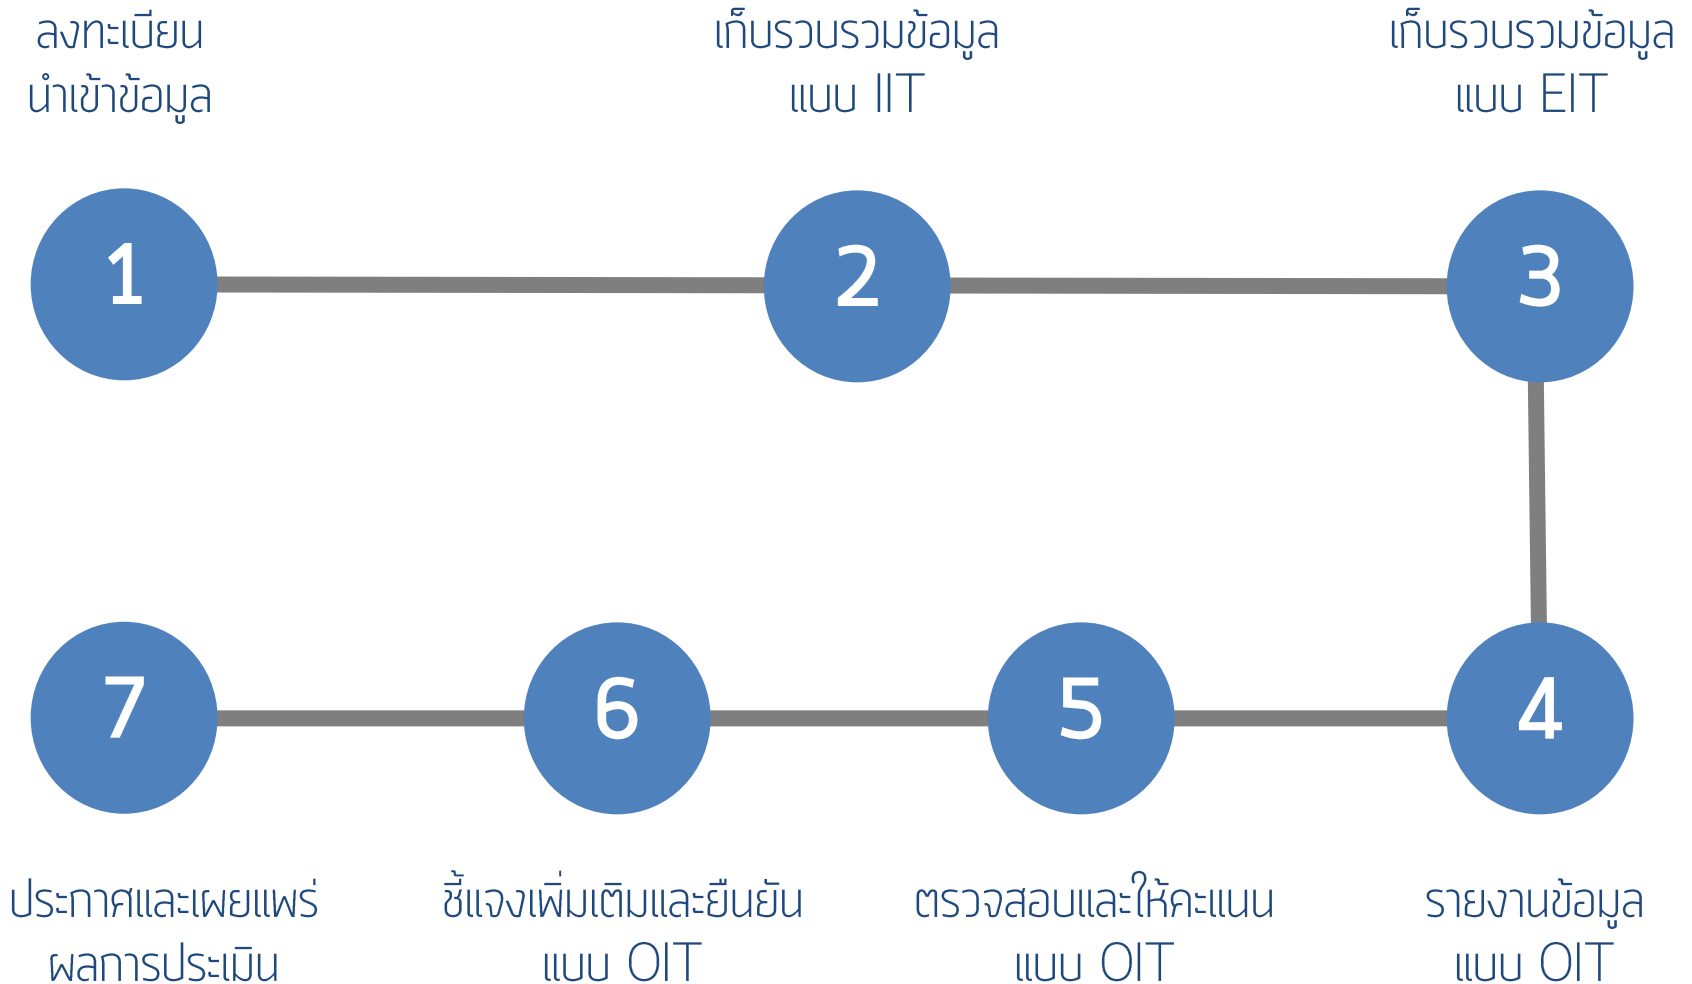 ลงทะเบียน
นำเข้าข้อมูล
เก็บรวบรวมข้อมูล
แบบ IIT
เก็บรวบรวมข้อมูล
แบบ EIT
1
2
3
7
6
5
4
ประกาศและเผยแพร่
ผลการประเมิน
ชี้แจงเพิ่มเติมและยืนยัน
แบบ OIT
ตรวจสอบและให้คะแนน
แบบ OIT
รายงานข้อมูล
แบบ OIT